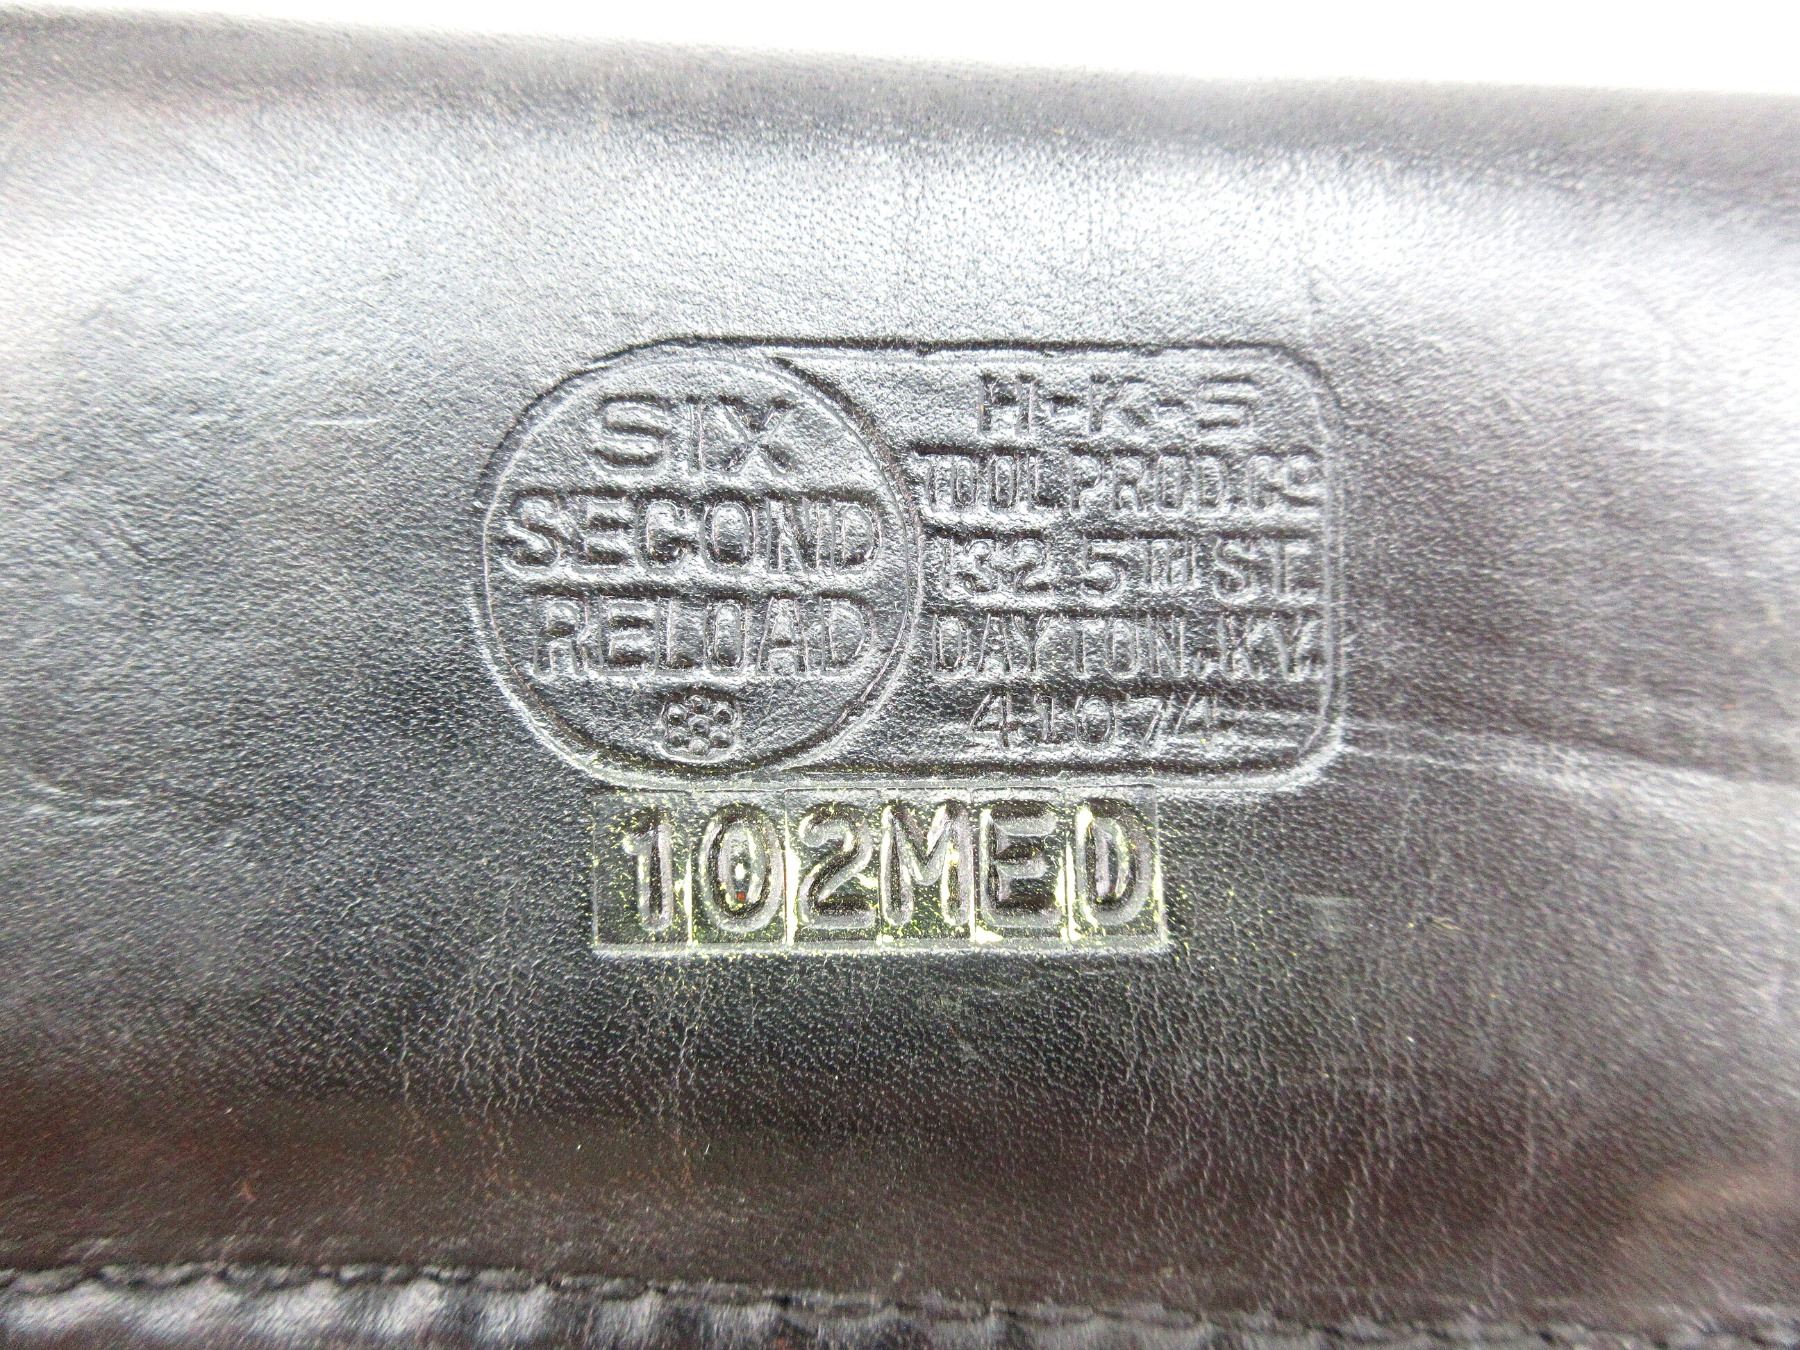 SIX
SECOND
RELOAD
H-K-S
TOOL PROD. Co
132 5TH ST.
DAYTON, KY.
41074
102MED